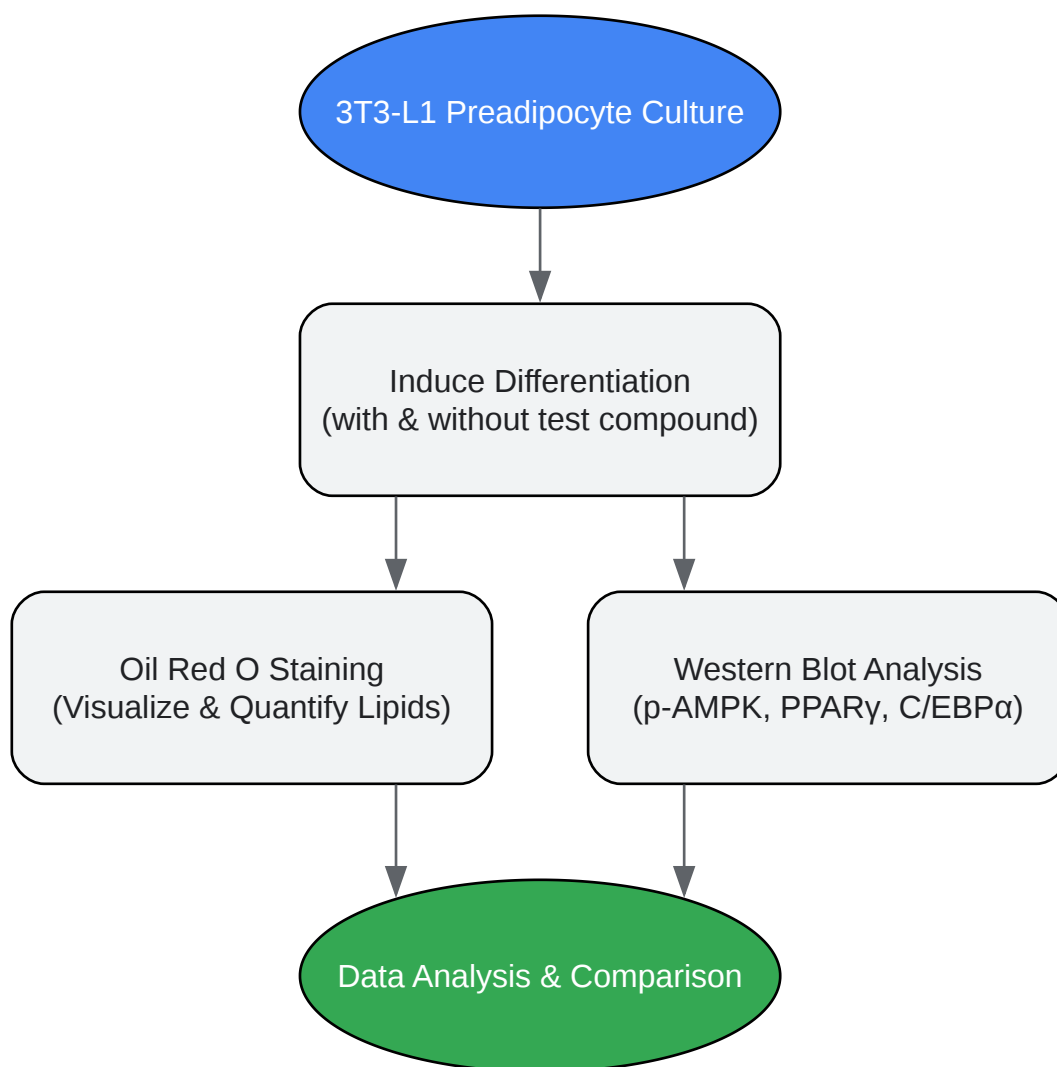 3T3-L1 Preadipocyte Culture
Induce Differentiation
(with & without test compound)
Oil Red O Staining
(Visualize & Quantify Lipids)
Western Blot Analysis
(p-AMPK, PPARγ, C/EBPα)
Data Analysis & Comparison